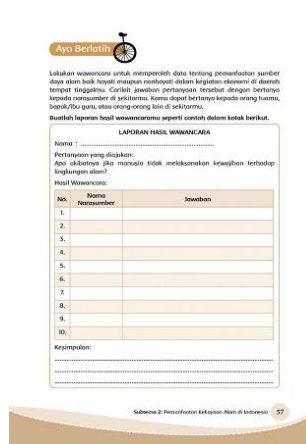 Ayo Berlatih
Lakukan wawancara untuk memperoleh data tentang pemanfaatan sumber
daya alam baik hayati maupun nonhayati dalam kegiatan ekonomi di daerah
tempat tinggalmu. Carilah jawaban pertanyaan tersebut dengan bertanya
kepada narasumber di sekitarmu. Kamu dapat bertanya kepada orang tuamu,
bapak/ibu guru, atau orang-orang lain di sekitarmu.
Buatlah laporan hasil wawancaramu seperti contoh dalam kotak berikut.
LAPORAN HASIL WAWANCARA
Nama :
Pertanyaan yang diajukan:
Apa akibatnya jika manusia tidak melaksanakan kewajiban terhadap
lingkungan alam?
Hasil Wawancara:
No. Nama Narasumber Jawaban
1.
2.
3.
4.
5.
6.
7.
8.
9.
10.
Kesimpulan:
Subtema 2: Pemanfaatan Kekayaan Alam di Indonesia 57